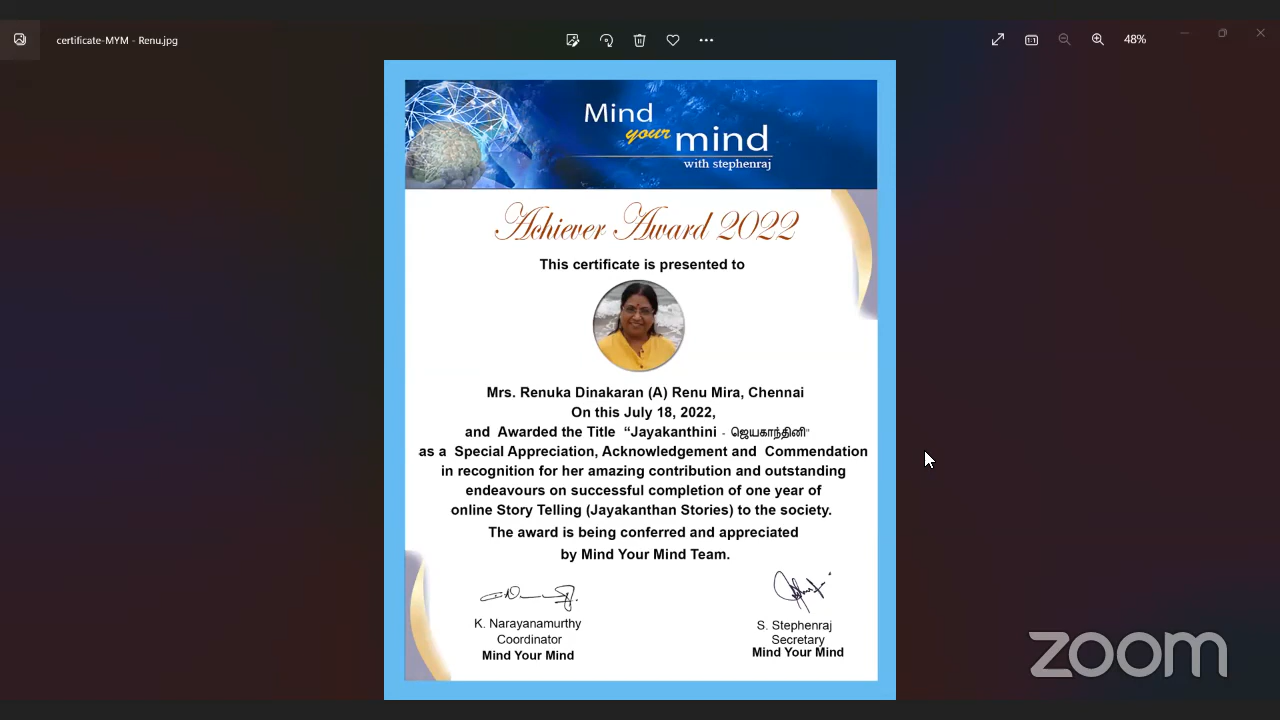 certificate-MYM - Renu.jpg
48%
Mind
your mind
with stephenraj
Achiever Award 2022
This certificate is presented to
Mrs. Renuka Dinakaran (A) Renu Mira, Chennai
On this July 18, 2022,
and Awarded the Title “Jayakanthini - ஜெயகாந்தினி”
as a Special Appreciation, Acknowledgement and Commendation
in recognition for her amazing contribution and outstanding
endeavours on successful completion of one year of
online Story Telling (Jayakanthan Stories) to the society.
The award is being conferred and appreciated
by Mind Your Mind Team.
K. Narayanamurthy
Coordinator
Mind Your Mind
S. Stephenraj
Secretary
Mind Your Mind
zoom